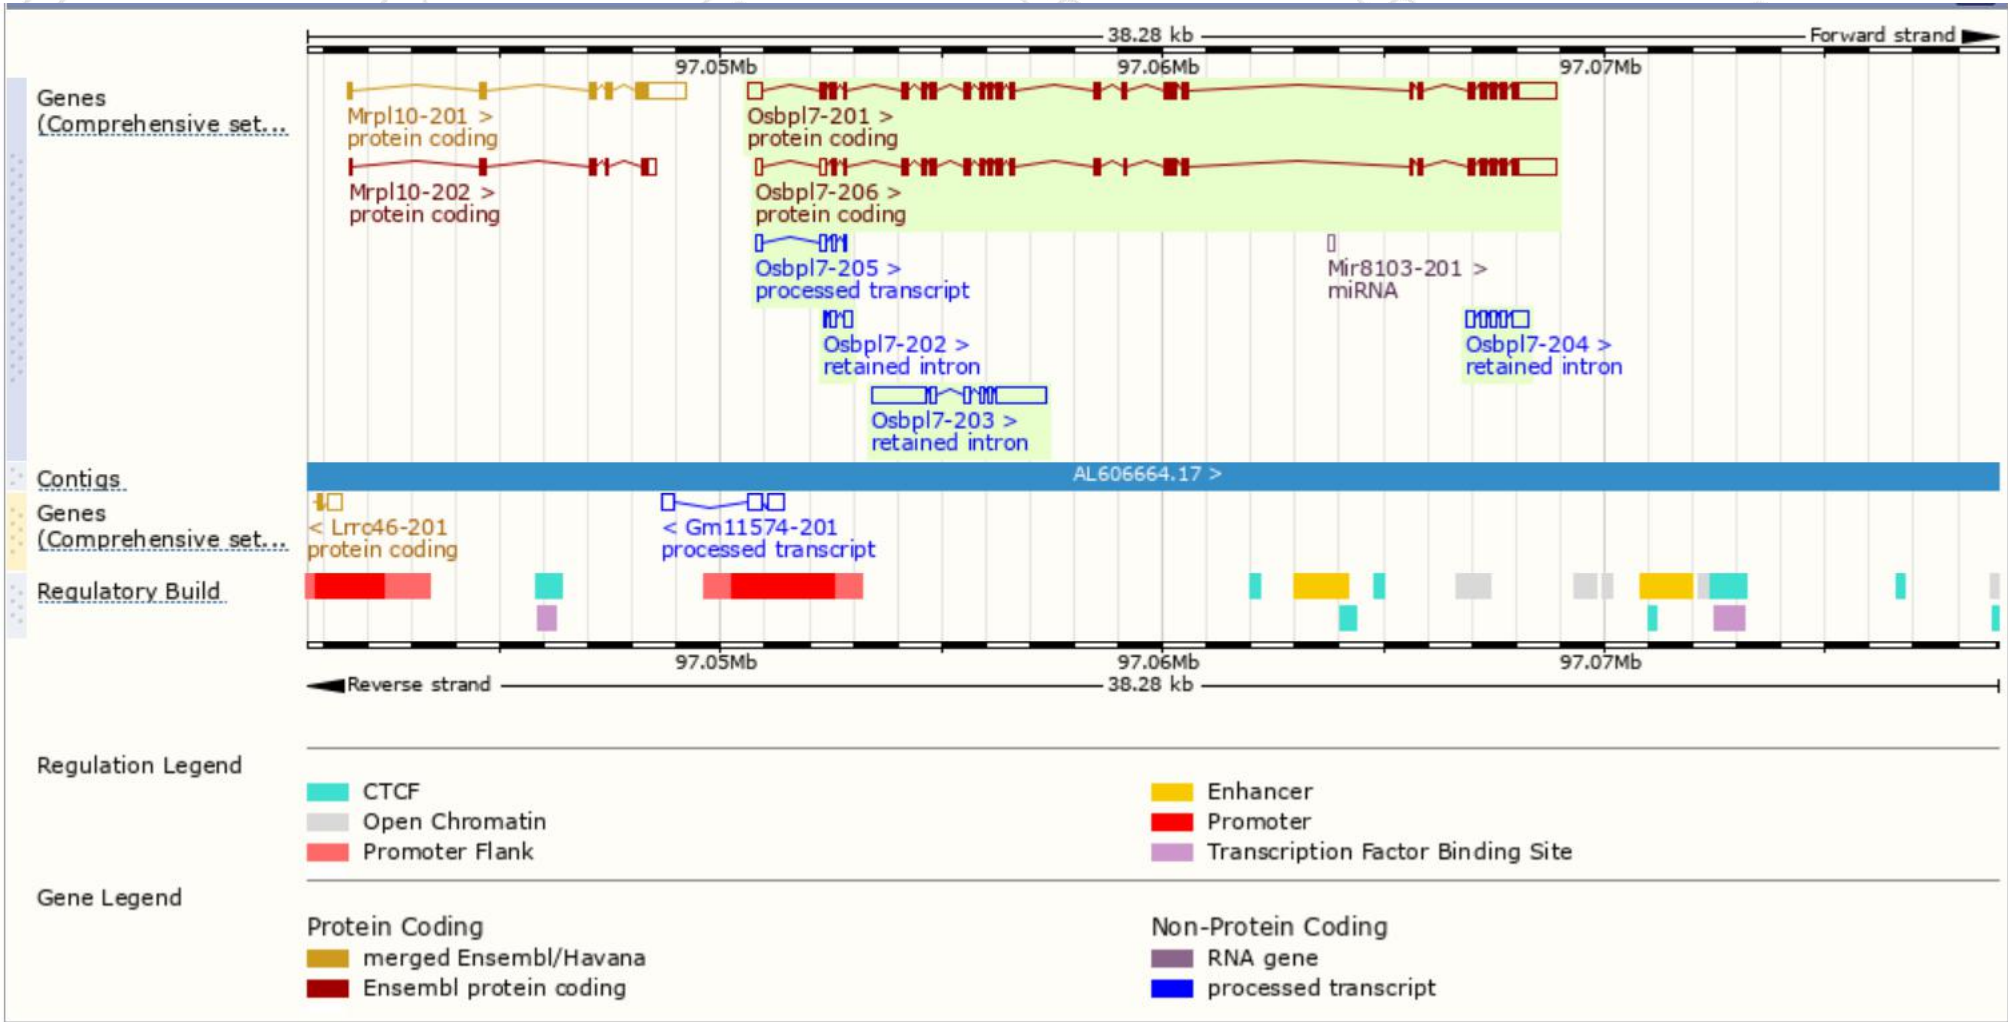 38.28 kb Forward strand
97.05Mb 97.06Mb 97.07Mb
Genes
(Comprehensive set...
Mrpl10-201 >
protein coding
Osbpl7-201 >
protein coding
Mrpl10-202 >
protein coding
Osbpl7-206 >
protein coding
Osbpl7-205 >
processed transcript
Mir8103-201 >
miRNA
Osbpl7-202 >
retained intron
Osbpl7-204 >
retained intron
Osbpl7-203 >
retained intron
Contigs
AL606664.17 >
Genes
(Comprehensive set...
< Lrrc46-201
protein coding
< Gm11574-201
processed transcript
Regulatory Build
97.05Mb 97.06Mb 97.07Mb
Reverse strand 38.28 kb
Regulation Legend
CTCF
Open Chromatin
Promoter Flank
Enhancer
Promoter
Transcription Factor Binding Site
Gene Legend
Protein Coding
merged Ensembl/Havana
Ensembl protein coding
Non-Protein Coding
RNA gene
processed transcript